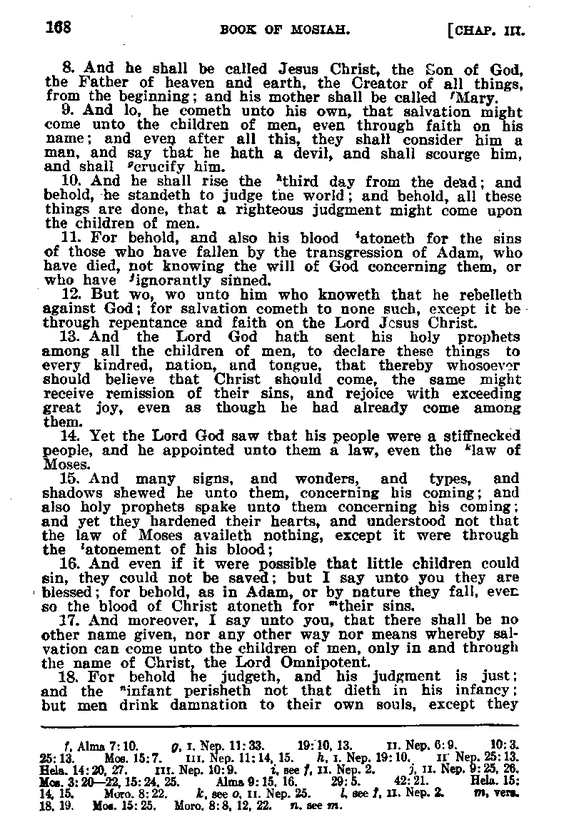 168 BOOK OF MOSIAH. [CHAP. III.
8. And he shall be called Jesus Christ, the Son of God,
the Father of heaven and earth, the Creator of all things,
from the beginning; and his mother shall be called fMary.
9. And lo, he cometh unto his own, that salvation might
come unto the children of men, even through faith on his
name; and even after all this, they shall consider him a
man, and say that he hath a devil, and shall scourge him,
and shall gcrucify him.
10. And he shall rise the hthird day from the dead; and
behold, he standeth to judge the world; and behold, all these
things are done, that a righteous judgment might come upon
the children of men.
11. For behold, and also his blood iatoneth for the sins
of those who have fallen by the transgression of Adam, who
have died, not knowing the will of God concerning them, or
who have jignorantly sinned.
12. But wo, wo unto him who knoweth that he rebelleth
against God; for salvation cometh to none such, except it be
through repentance and faith on the Lord Jesus Christ.
13. And the Lord God hath sent his holy prophets
among all the children of men, to declare these things to
every kindred, nation, and tongue, that thereby whosoever
should believe that Christ should come, the same might
receive remission of their sins, and rejoice with exceeding
great joy, even as though he had already come among
them.
14. Yet the Lord God saw that his people were a stiffnecked
people, and he appointed unto them a law, even the klaw of
Moses.
15. And many signs, and wonders, and types, and
shadows shewed he unto them, concerning his coming; and
also holy prophets spake unto them concerning his coming;
and yet they hardened their hearts, and understood not that
the law of Moses availeth nothing, except it were through
the latonement of his blood;
16. And even if it were possible that little children could
sin, they could not be saved; but I say unto you they are
blessed; for behold, as in Adam, or by nature they fall, even
so the blood of Christ atoneth for mtheir sins.
17. And moreover, I say unto you, that there shall be no
other name given, nor any other way nor means whereby sal-
vation can come unto the children of men, only in and through
the name of Christ, the Lord Omnipotent.
18. For behold he judgeth, and his judgment is just;
and the ninfant perisheth not that dieth in his infancy;
but men drink damnation to their own souls, except they
f, Alma 7:10. g, I. Nep. 11:33. 19:10, 13. II. Nep. 6:9. 10:3.
25:13. Mos. 15:7. III. Nep. 11:14, 15. h, I. Nep. 19:10. II Nep. 25:13.
Hela. 14:20, 27. III. Nep. 10:9. i, see f, II. Nep. 2. j, II. Nep. 9:25, 26.
Mos. 3:20—22, 15:24, 25. Alma 9:15, 16. 29:5. 42:21. Hela. 15:
14, 15. Moro. 8:22. k, see o, II. Nep. 25. l, see f, II. Nep. 2. m, vers.
18, 19. Mos. 15:25. Moro. 8:8, 12, 22. n, see m.